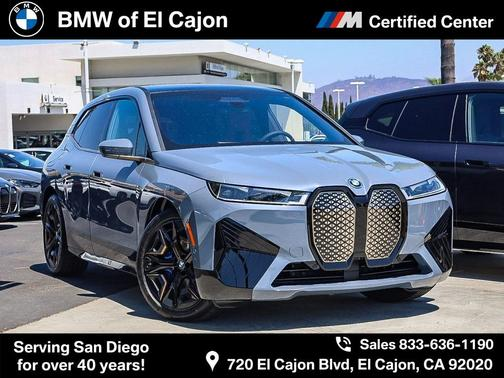 BMW of El Cajon
M Certified Center
Service
Serving San Diego
for over 40 years!
Sales 833-636-1190
720 El Cajon Blvd, El Cajon, CA 92020